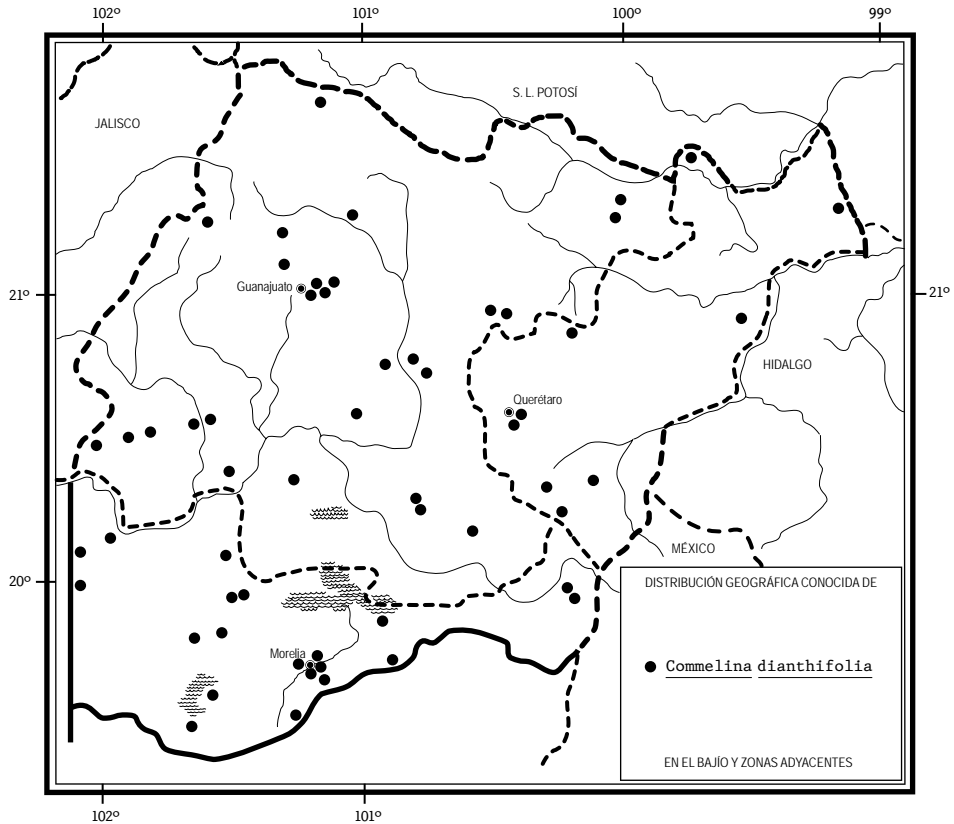 102º 101º 100º 99º
S. L. POTOSÍ
JALISCO
Guanajuato
21º 21º
HIDALGO
Querétaro
MÉXICO
20º
DISTRIBUCIÓN GEOGRÁFICA CONOCIDA DE
Morelia
Commelina dianthifolia
EN EL BAJÍO Y ZONAS ADYACENTES
102º 101º